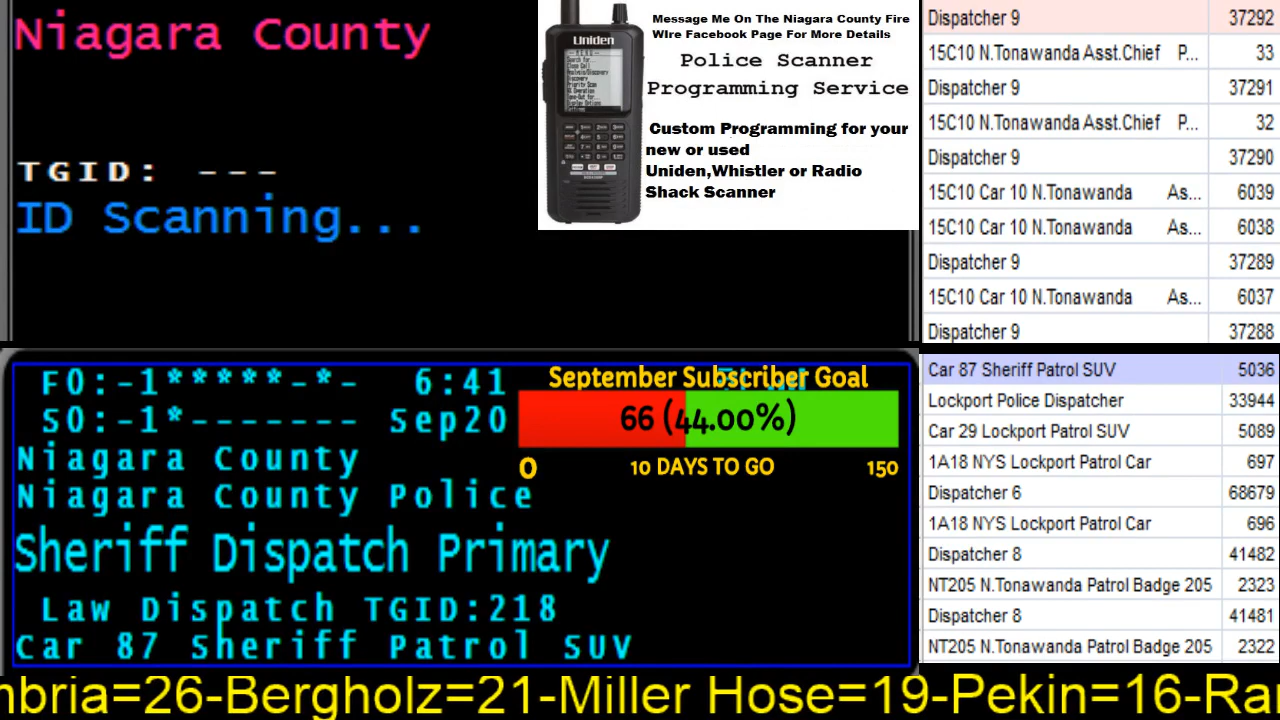 Niagara County
TGID: ---
ID Scanning...
Uniden
Message Me On The Niagara County Fire
WIre Facebook Page For More Details
Police Scanner
Programming Service
Custom Programming for your
new or used
Uniden,Whistler or Radio
Shack Scanner
Dispatcher 9 37292
15C10 N.Tonawanda Asst.Chief P... 33
Dispatcher 9 37291
15C10 N.Tonawanda Asst.Chief P... 32
Dispatcher 9 37290
15C10 Car 10 N.Tonawanda As... 6039
15C10 Car 10 N.Tonawanda As... 6038
Dispatcher 9 37289
15C10 Car 10 N.Tonawanda As... 6037
Dispatcher 9 37288
F0:-1*****-*- 6:41
S0:-1*------- Sep20
Niagara County
Niagara County Police
Sheriff Dispatch Primary
Law Dispatch TGID:218
Car 87 Sheriff Patrol SUV
September Subscriber Goal
66 (44.00%)
0 10 DAYS TO GO 150
Car 87 Sheriff Patrol SUV 5036
Lockport Police Dispatcher 33944
Car 29 Lockport Patrol SUV 5089
1A18 NYS Lockport Patrol Car 697
Dispatcher 6 68679
1A18 NYS Lockport Patrol Car 696
Dispatcher 8 41482
NT205 N.Tonawanda Patrol Badge 205 2323
Dispatcher 8 41481
NT205 N.Tonawanda Patrol Badge 205 2322
mbria=26-Bergholz=21-Miller Hose=19-Pekin=16-Ra